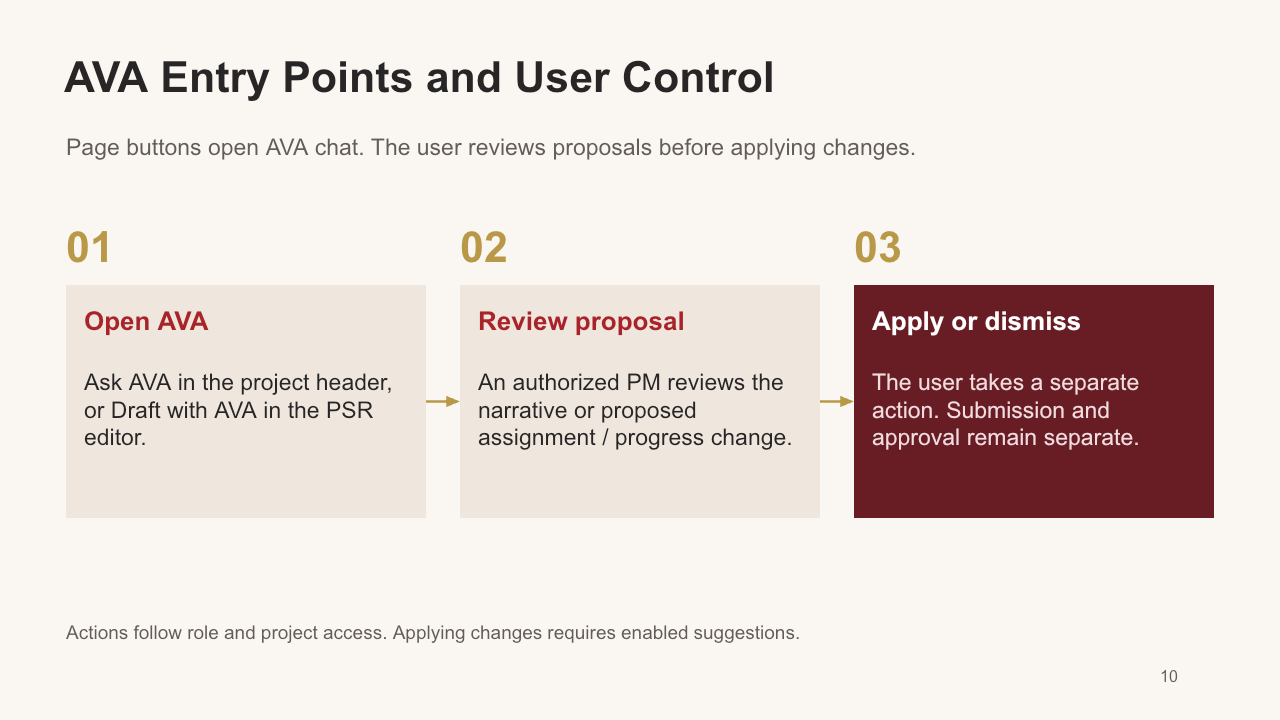 AVA Entry Points and User Control
Page buttons open AVA chat. The user reviews proposals before applying changes.
01
Open AVA
Ask AVA in the project header,
or Draft with AVA in the PSR
editor.
02
Review proposal
An authorized PM reviews the
narrative or proposed
assignment / progress change.
03
Apply or dismiss
The user takes a separate
action. Submission and
approval remain separate.
Actions follow role and project access. Applying changes requires enabled suggestions.
10